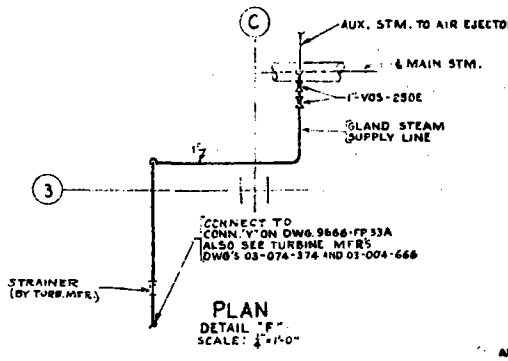 C
AUX. STM. TO AIR EJECTO
℄ MAIN STM.
1"-VOS-250E
GLAND STEAM
SUPPLY LINE
1"
3
CONNECT TO
CONN. "Y" ON DWG. 9666-FP 33A
ALSO SEE TURBINE MFR'S
DWG'S 03-074-374 AND 03-004-666
STRAINER
(BY TURB. MFR.)
PLAN
DETAIL "F"
SCALE: 1/4"=1'-0"